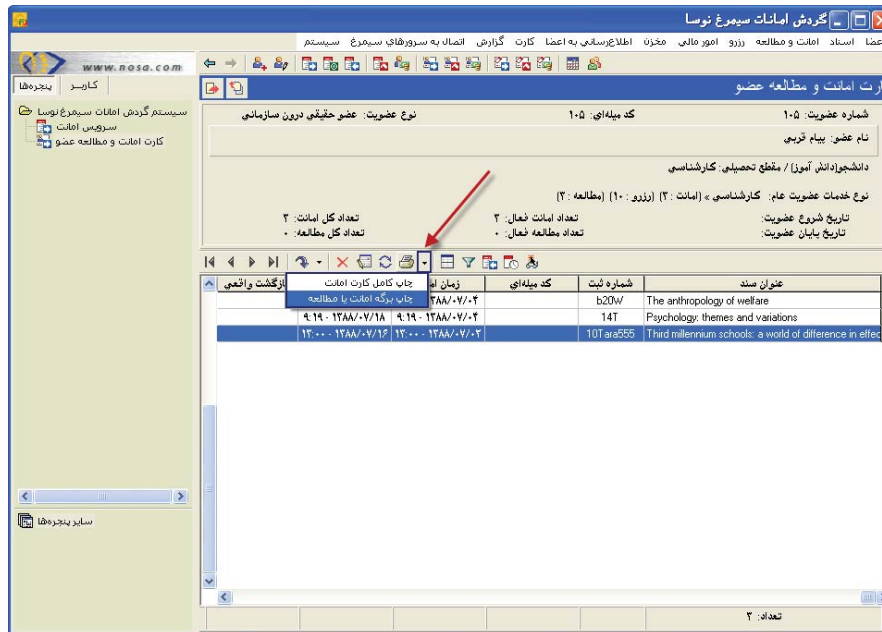 گردش امانات سیمرغ نوسا
عضا اسناد امانت و مطالعه رزرو امور مالی مخزن اطلاع‌رسانی به اعضا کارت گزارش اتصال به سرورهای سیمرغ سیستم
www.nosa.com
کاربر پنجره‌ها
رت امانت و مطالعه عضو
سیستم گردش امانات سیمرغ نوسا
سرویس امانت
کارت امانت و مطالعه عضو
شماره عضویت: ۱۰۵ کد میله‌ای: ۱۰۵ نوع عضویت: عضو حقیقی درون سازمانی
نام عضو: پیام قربی
دانشجو(دانش آموز) / مقطع تحصیلی: کارشناسی
نوع خدمات عضویت عام: کارشناسی » (امانت : ۳) (رزرو : ۱۰) (مطالعه : ۳)
تاریخ شروع عضویت: تعداد امانت فعال: ۳ تعداد کل امانت: ۳
تاریخ پایان عضویت: تعداد مطالعه فعال: ۰ تعداد کل مطالعه: ۰
عنوان سند شماره ثبت کد میله‌ای زمان ام ازگشت واقعی
چاپ کامل کارت امانت
چاپ برگه امانت یا مطالعه
The anthropology of welfare b20W ۱۳۸۸/۰۷/۰۴
Psychology: themes and variations 14T ۱۳۸۸/۰۷/۰۴ - ۹:۱۹ ۱۳۸۸/۰۷/۱۸ - ۹:۱۹
Third millennium schools: a world of difference in effec 10Tara555 ۱۳۸۸/۰۷/۰۲ - ۱۳:۰۰ ۱۳۸۸/۰۷/۱۶ - ۱۳:۰۰
سایر پنجره‌ها
تعداد: ۳